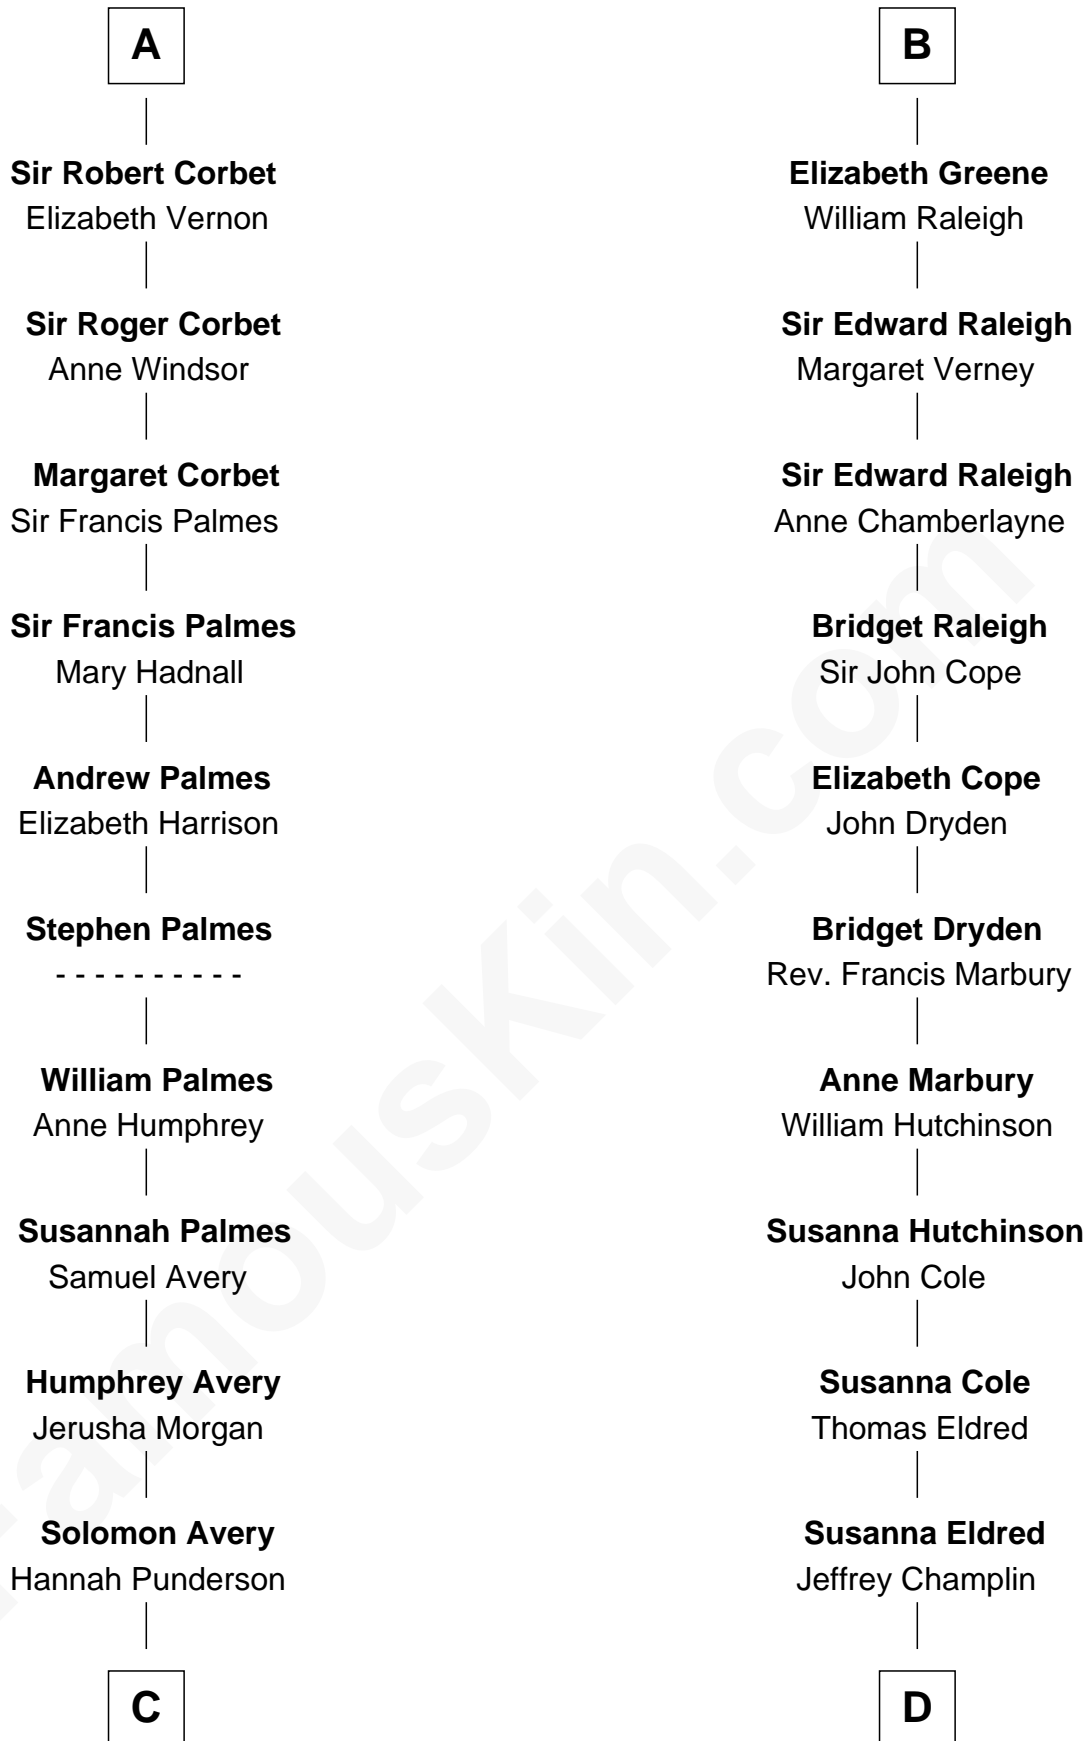 A
Sir Robert Corbet
Elizabeth Vernon
Sir Roger Corbet
Anne Windsor
Margaret Corbet
Sir Francis Palmes
Sir Francis Palmes
Mary Hadnall
Andrew Palmes
Elizabeth Harrison
Stephen Palmes
- - - - - - - - - -
William Palmes
Anne Humphrey
Susannah Palmes
Samuel Avery
Humphrey Avery
Jerusha Morgan
Solomon Avery
Hannah Punderson
C
B
Elizabeth Greene
William Raleigh
Sir Edward Raleigh
Margaret Verney
Sir Edward Raleigh
Anne Chamberlayne
Bridget Raleigh
Sir John Cope
Elizabeth Cope
John Dryden
Bridget Dryden
Rev. Francis Marbury
Anne Marbury
William Hutchinson
Susanna Hutchinson
John Cole
Susanna Cole
Thomas Eldred
Susanna Eldred
Jeffrey Champlin
D
FamousKin.com